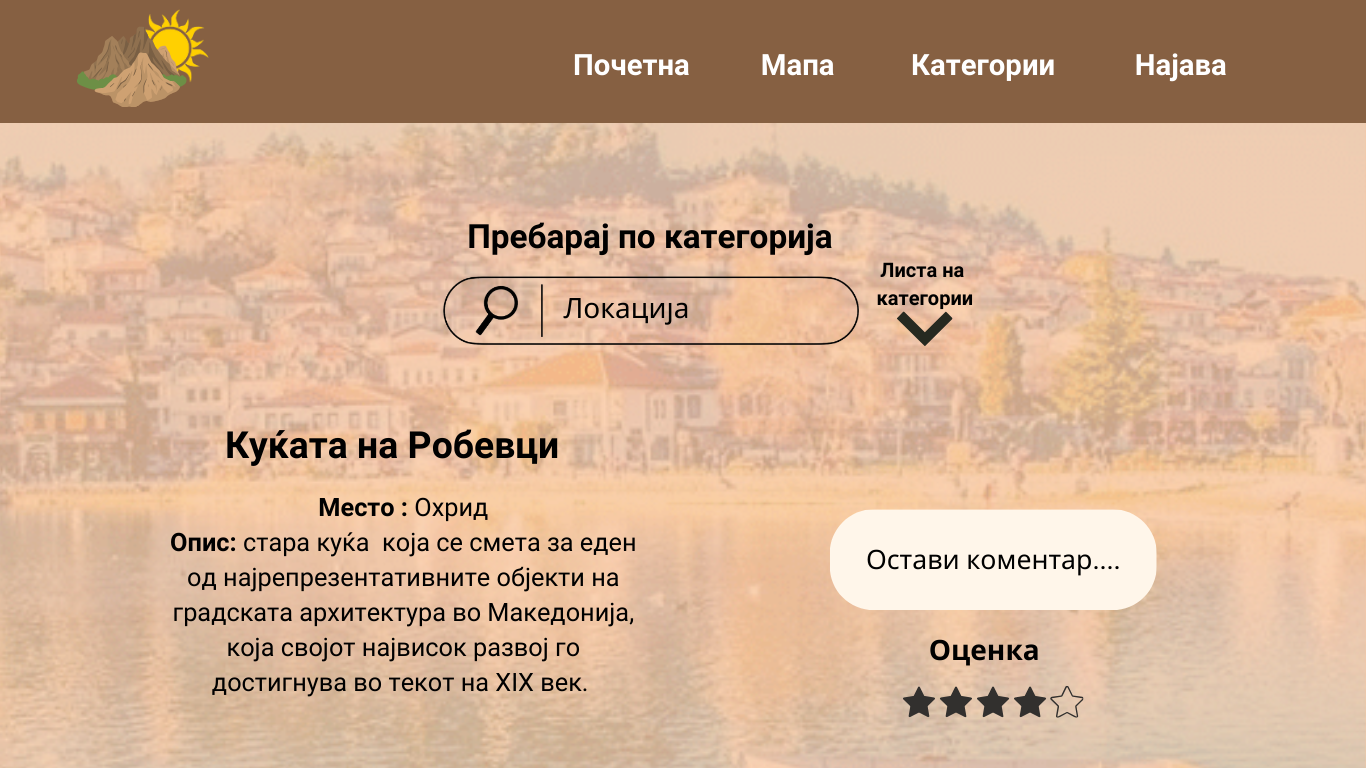 Почетна Мапа Категории Најава
Пребарај по категорија
Листа на
категории
Локација
Куќата на Робевци
Место : Охрид
Опис: стара куќа  која се смета за еден
од најрепрезентативните објекти на
градската архитектура во Македонија,
која својот највисок развој го
достигнува во текот на XIX век.
Остави коментар....
Оценка